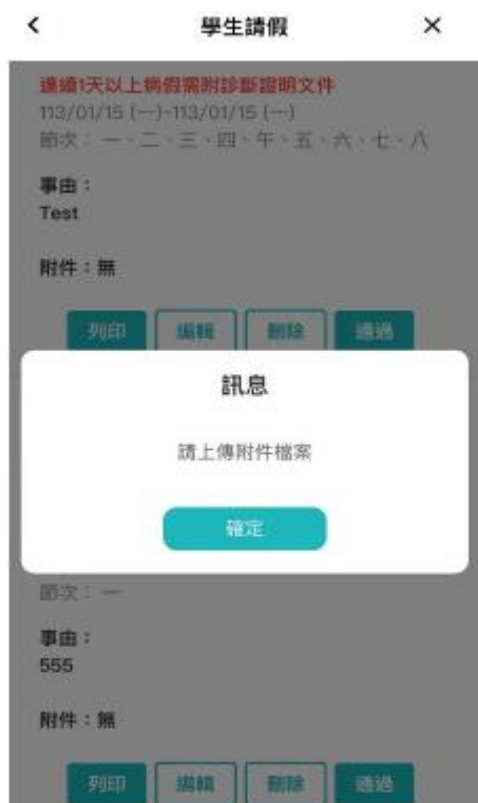 學生請假
連續1天以上病假需附診斷證明文件
113/01/15 (一)-113/01/15 (一)
節次： 一、二、三、四、午、五、六、七、八
事由：
Test
附件：無
列印 編輯 刪除 通過
訊息
請上傳附件檔案
確定
節次： 一
事由：
555
附件：無
列印 編輯 刪除 通過